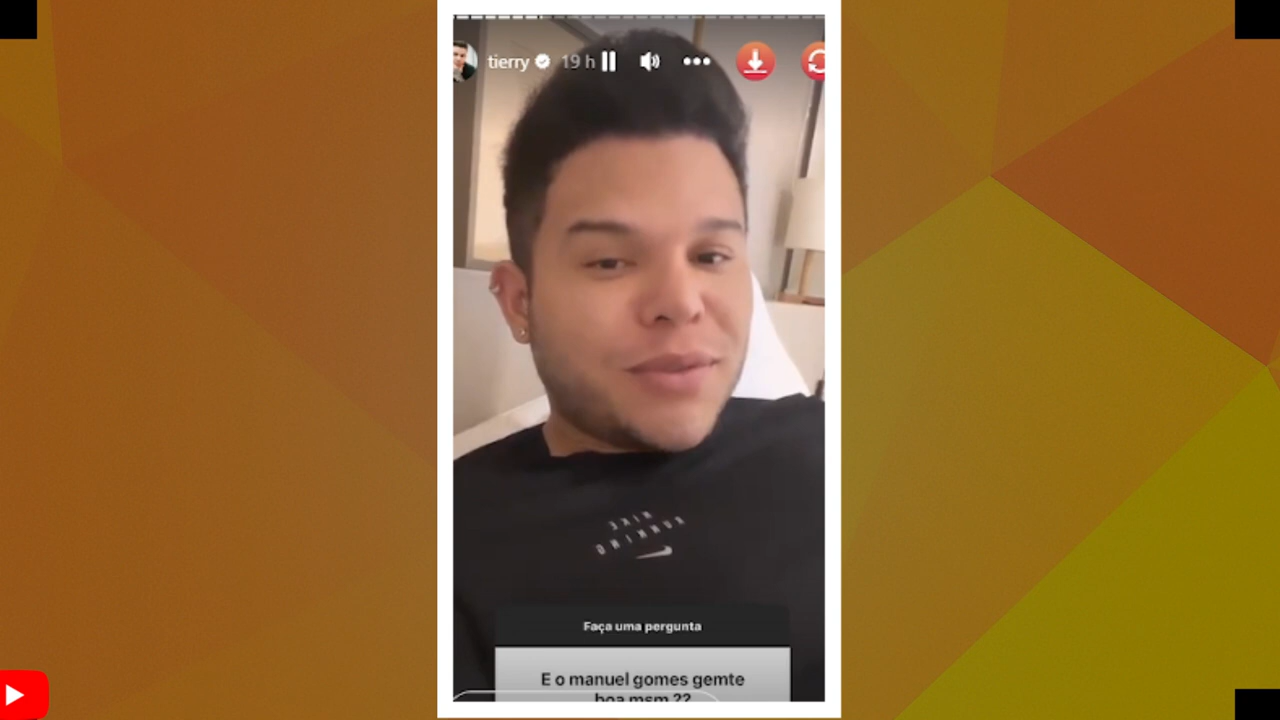 tierry 19 h
Faça uma pergunta
E o manuel gomes gemte
boa msm ??